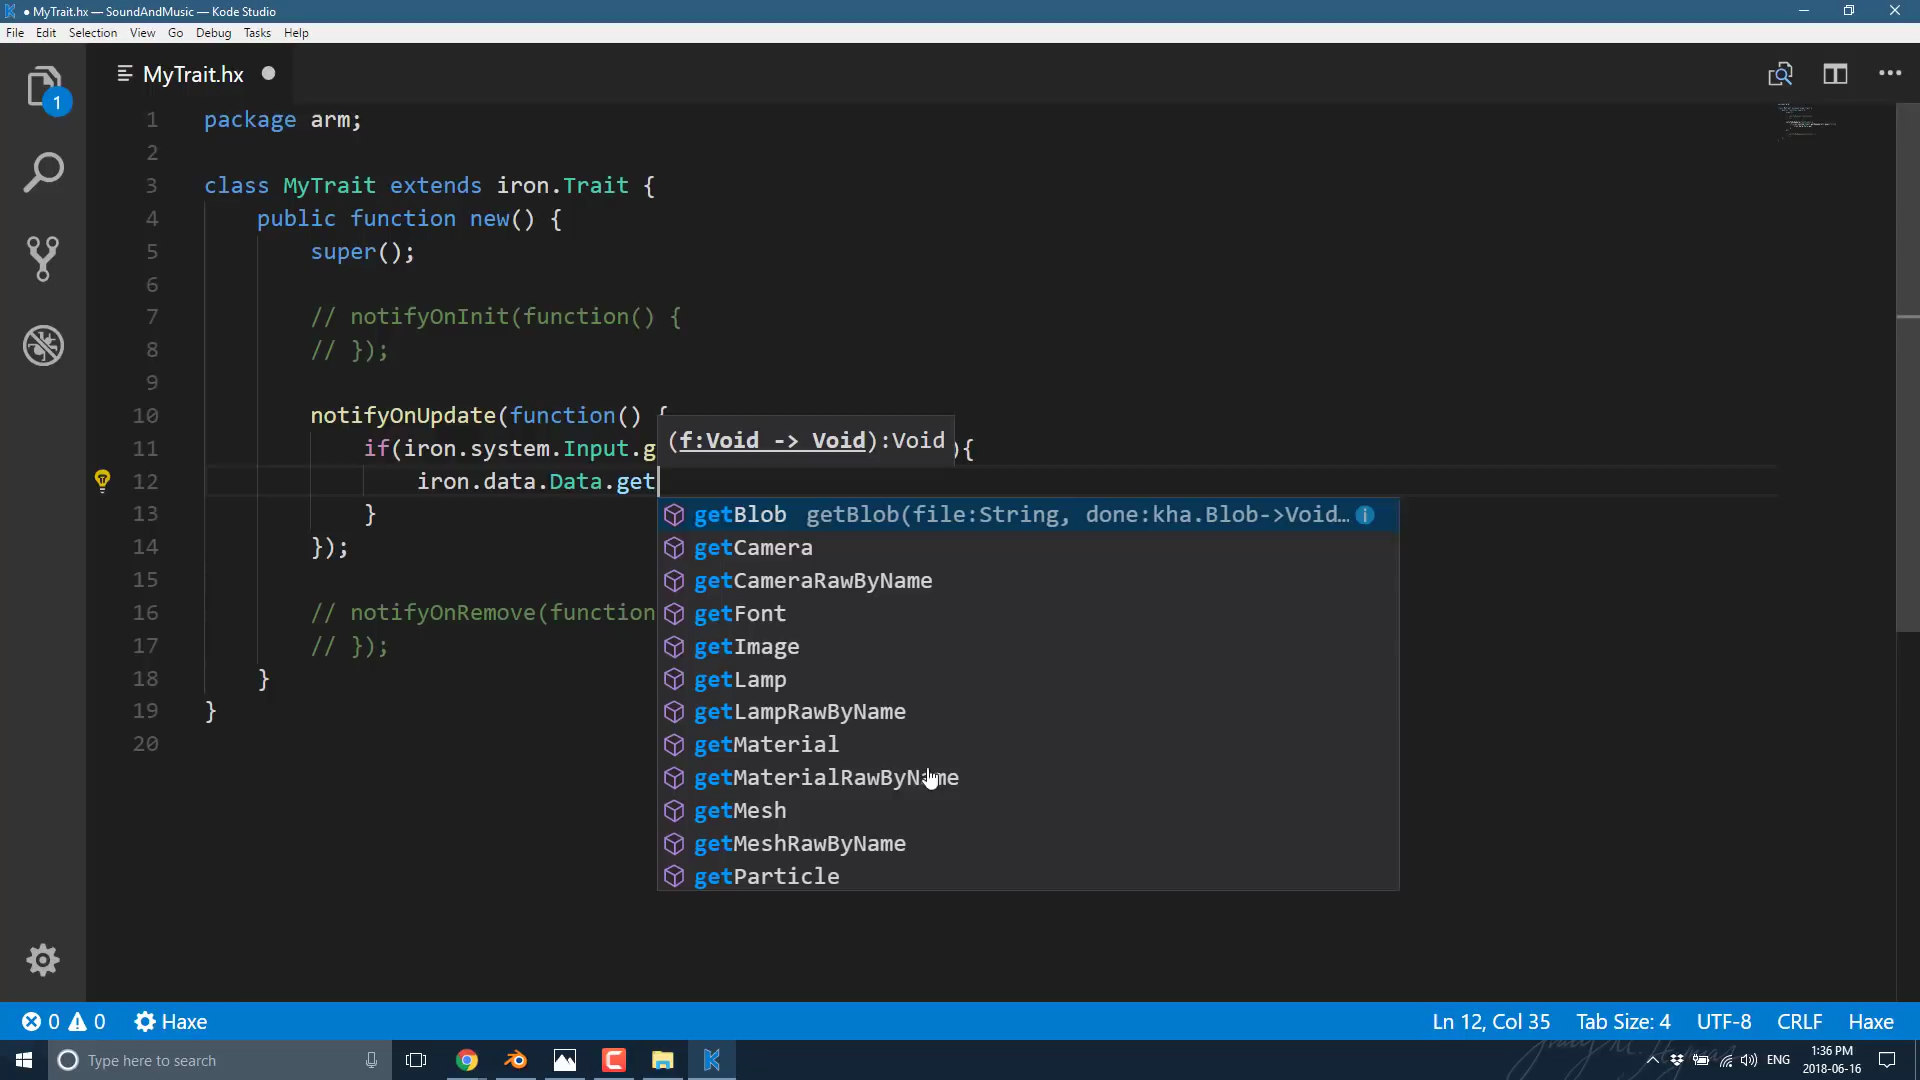 ● MyTrait.hx — SoundAndMusic — Kode Studio
File Edit Selection View Go Debug Tasks Help
MyTrait.hx
1
1 package arm;
2
3 class MyTrait extends iron.Trait {
4 public function new() {
5 super();
6
7 // notifyOnInit(function() {
8 // });
9
10 notifyOnUpdate(function() {
(f:Void -> Void):Void
11 if(iron.system.Input.g ){
12 iron.data.Data.get
13 }
14 });
15
16 // notifyOnRemove(function
17 // });
18 }
19 }
20
getBlob getBlob(file:String, done:kha.Blob->Void…
getCamera
getCameraRawByName
getFont
getImage
getLamp
getLampRawByName
getMaterial
getMaterialRawByName
getMesh
getMeshRawByName
getParticle
0 0 Haxe Ln 12, Col 35 Tab Size: 4 UTF-8 CRLF Haxe
Type here to search ENG 1:36 PM
2018-06-16